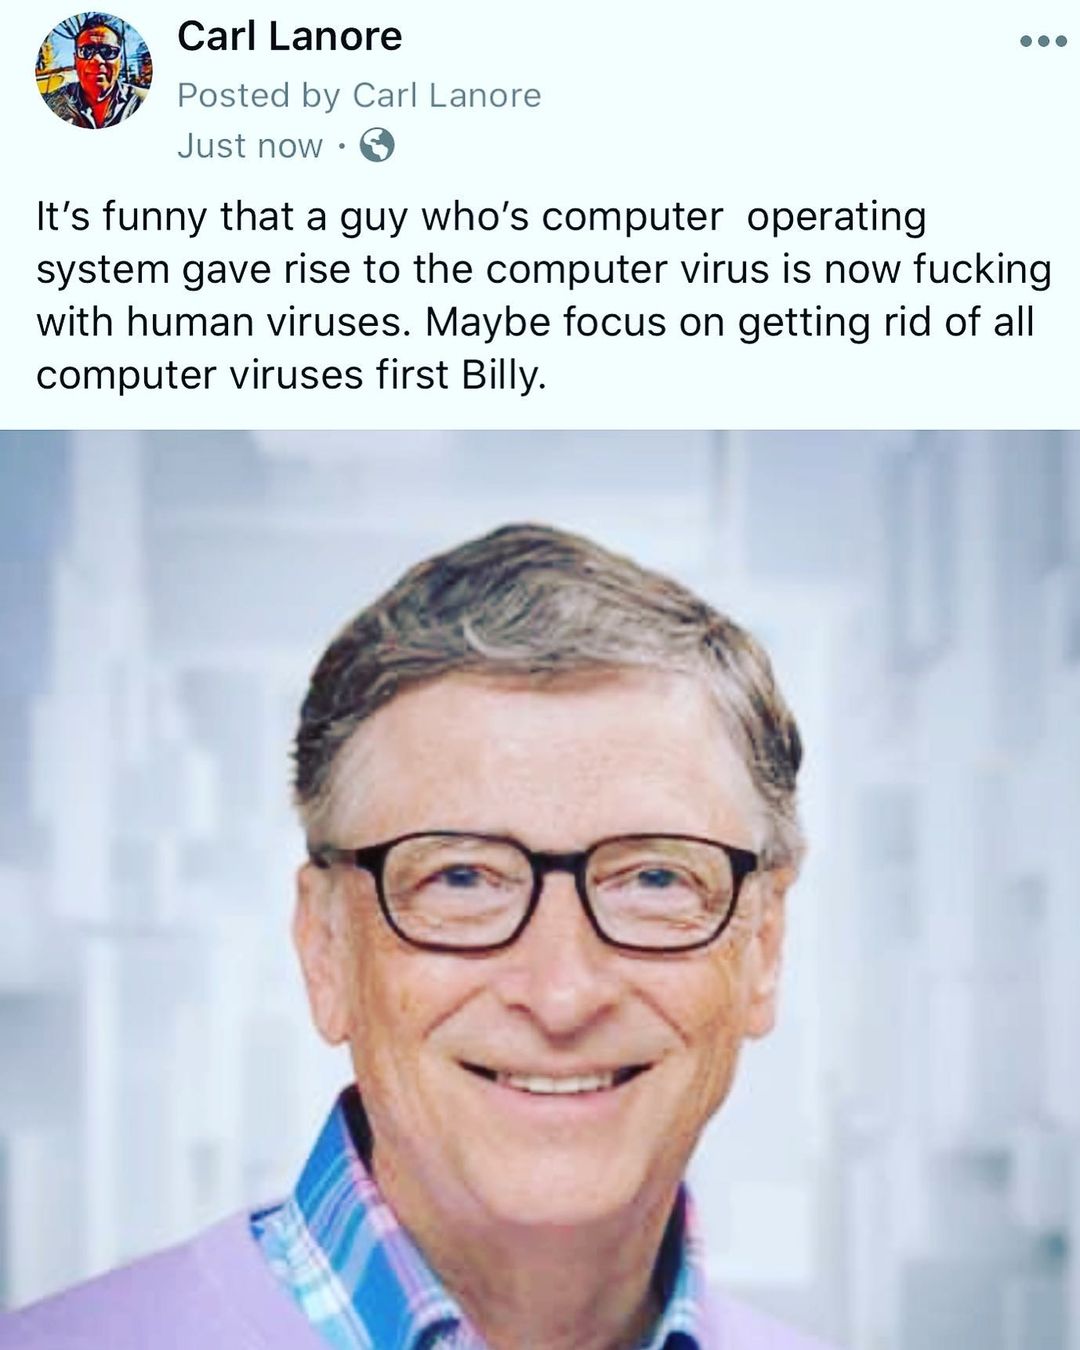 Carl Lanore
Posted by Carl Lanore
Just now ·
It’s funny that a guy who’s computer  operating
system gave rise to the computer virus is now fucking
with human viruses. Maybe focus on getting rid of all
computer viruses first Billy.